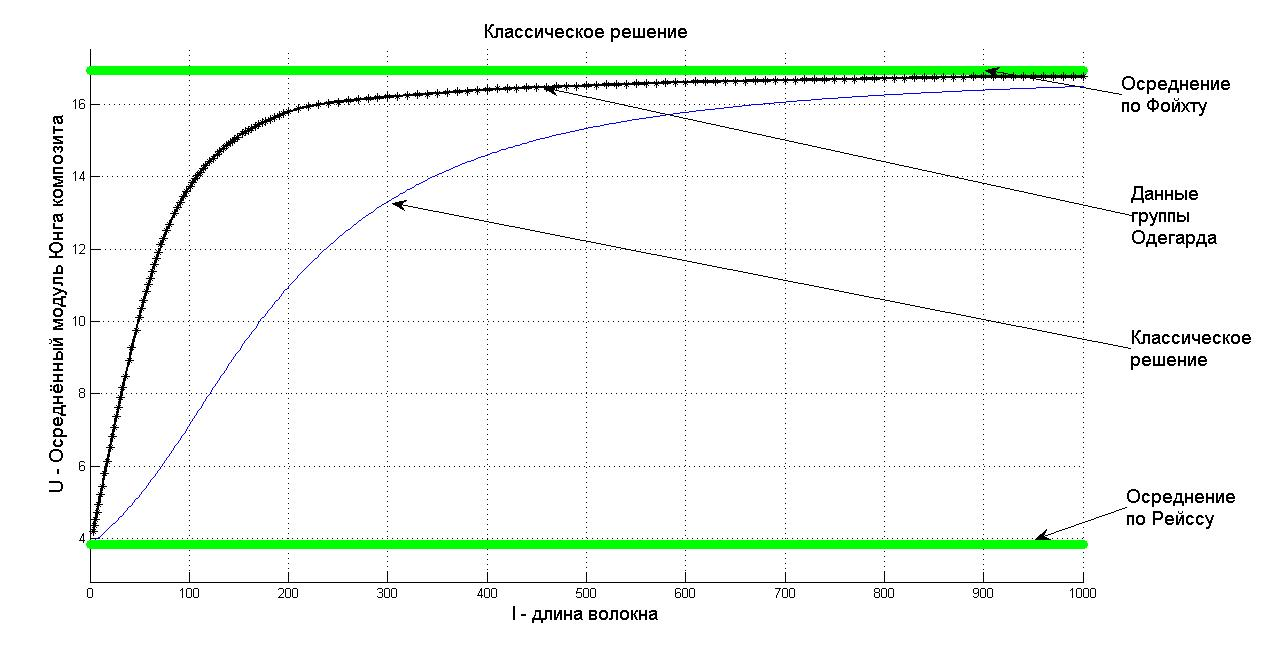 Классическое решение
Осреднение
по Фойхту
Данные
группы
Одегарда
Классическое
решение
Осреднение
по Рейссу
U - Осреднённый модуль Юнга композита
16
14
12
10
8
6
4
0 100 200 300 400 500 600 700 800 900 1000
l - длина волокна